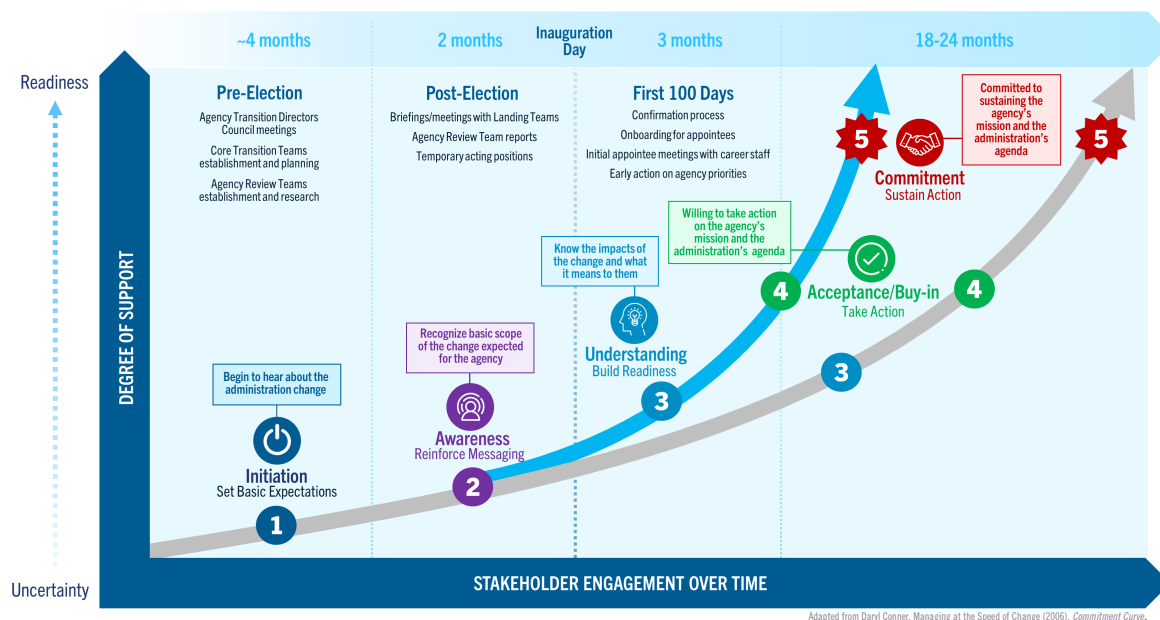 ~4 months
2 months
Inauguration
Day
3 months
18-24 months
Readiness
Uncertainty
DEGREE OF SUPPORT
Pre-Election
Agency Transition Directors
Council meetings
Core Transition Teams
establishment and planning
Agency Review Teams
establishment and research
Post-Election
Briefings/meetings with Landing Teams
Agency Review Team reports
Temporary acting positions
First 100 Days
Confirmation process
Onboarding for appointees
Initial appointee meetings with career staff
Early action on agency priorities
Begin to hear about the
administration change
Initiation
Set Basic Expectations
1
Recognize basic scope
of the change expected
for the agency
Awareness
Reinforce Messaging
2
Know the impacts of
the change and what
it means to them
Understanding
Build Readiness
3
3
Willing to take action
on the agency's
mission and the
administration's agenda
Acceptance/Buy-in
Take Action
4
4
Committed to
sustaining the
agency's
mission and the
administration's
agenda
Commitment
Sustain Action
5
5
STAKEHOLDER ENGAGEMENT OVER TIME
Adapted from Daryl Conner, Managing at the Speed of Change (2006), Commitment Curve.